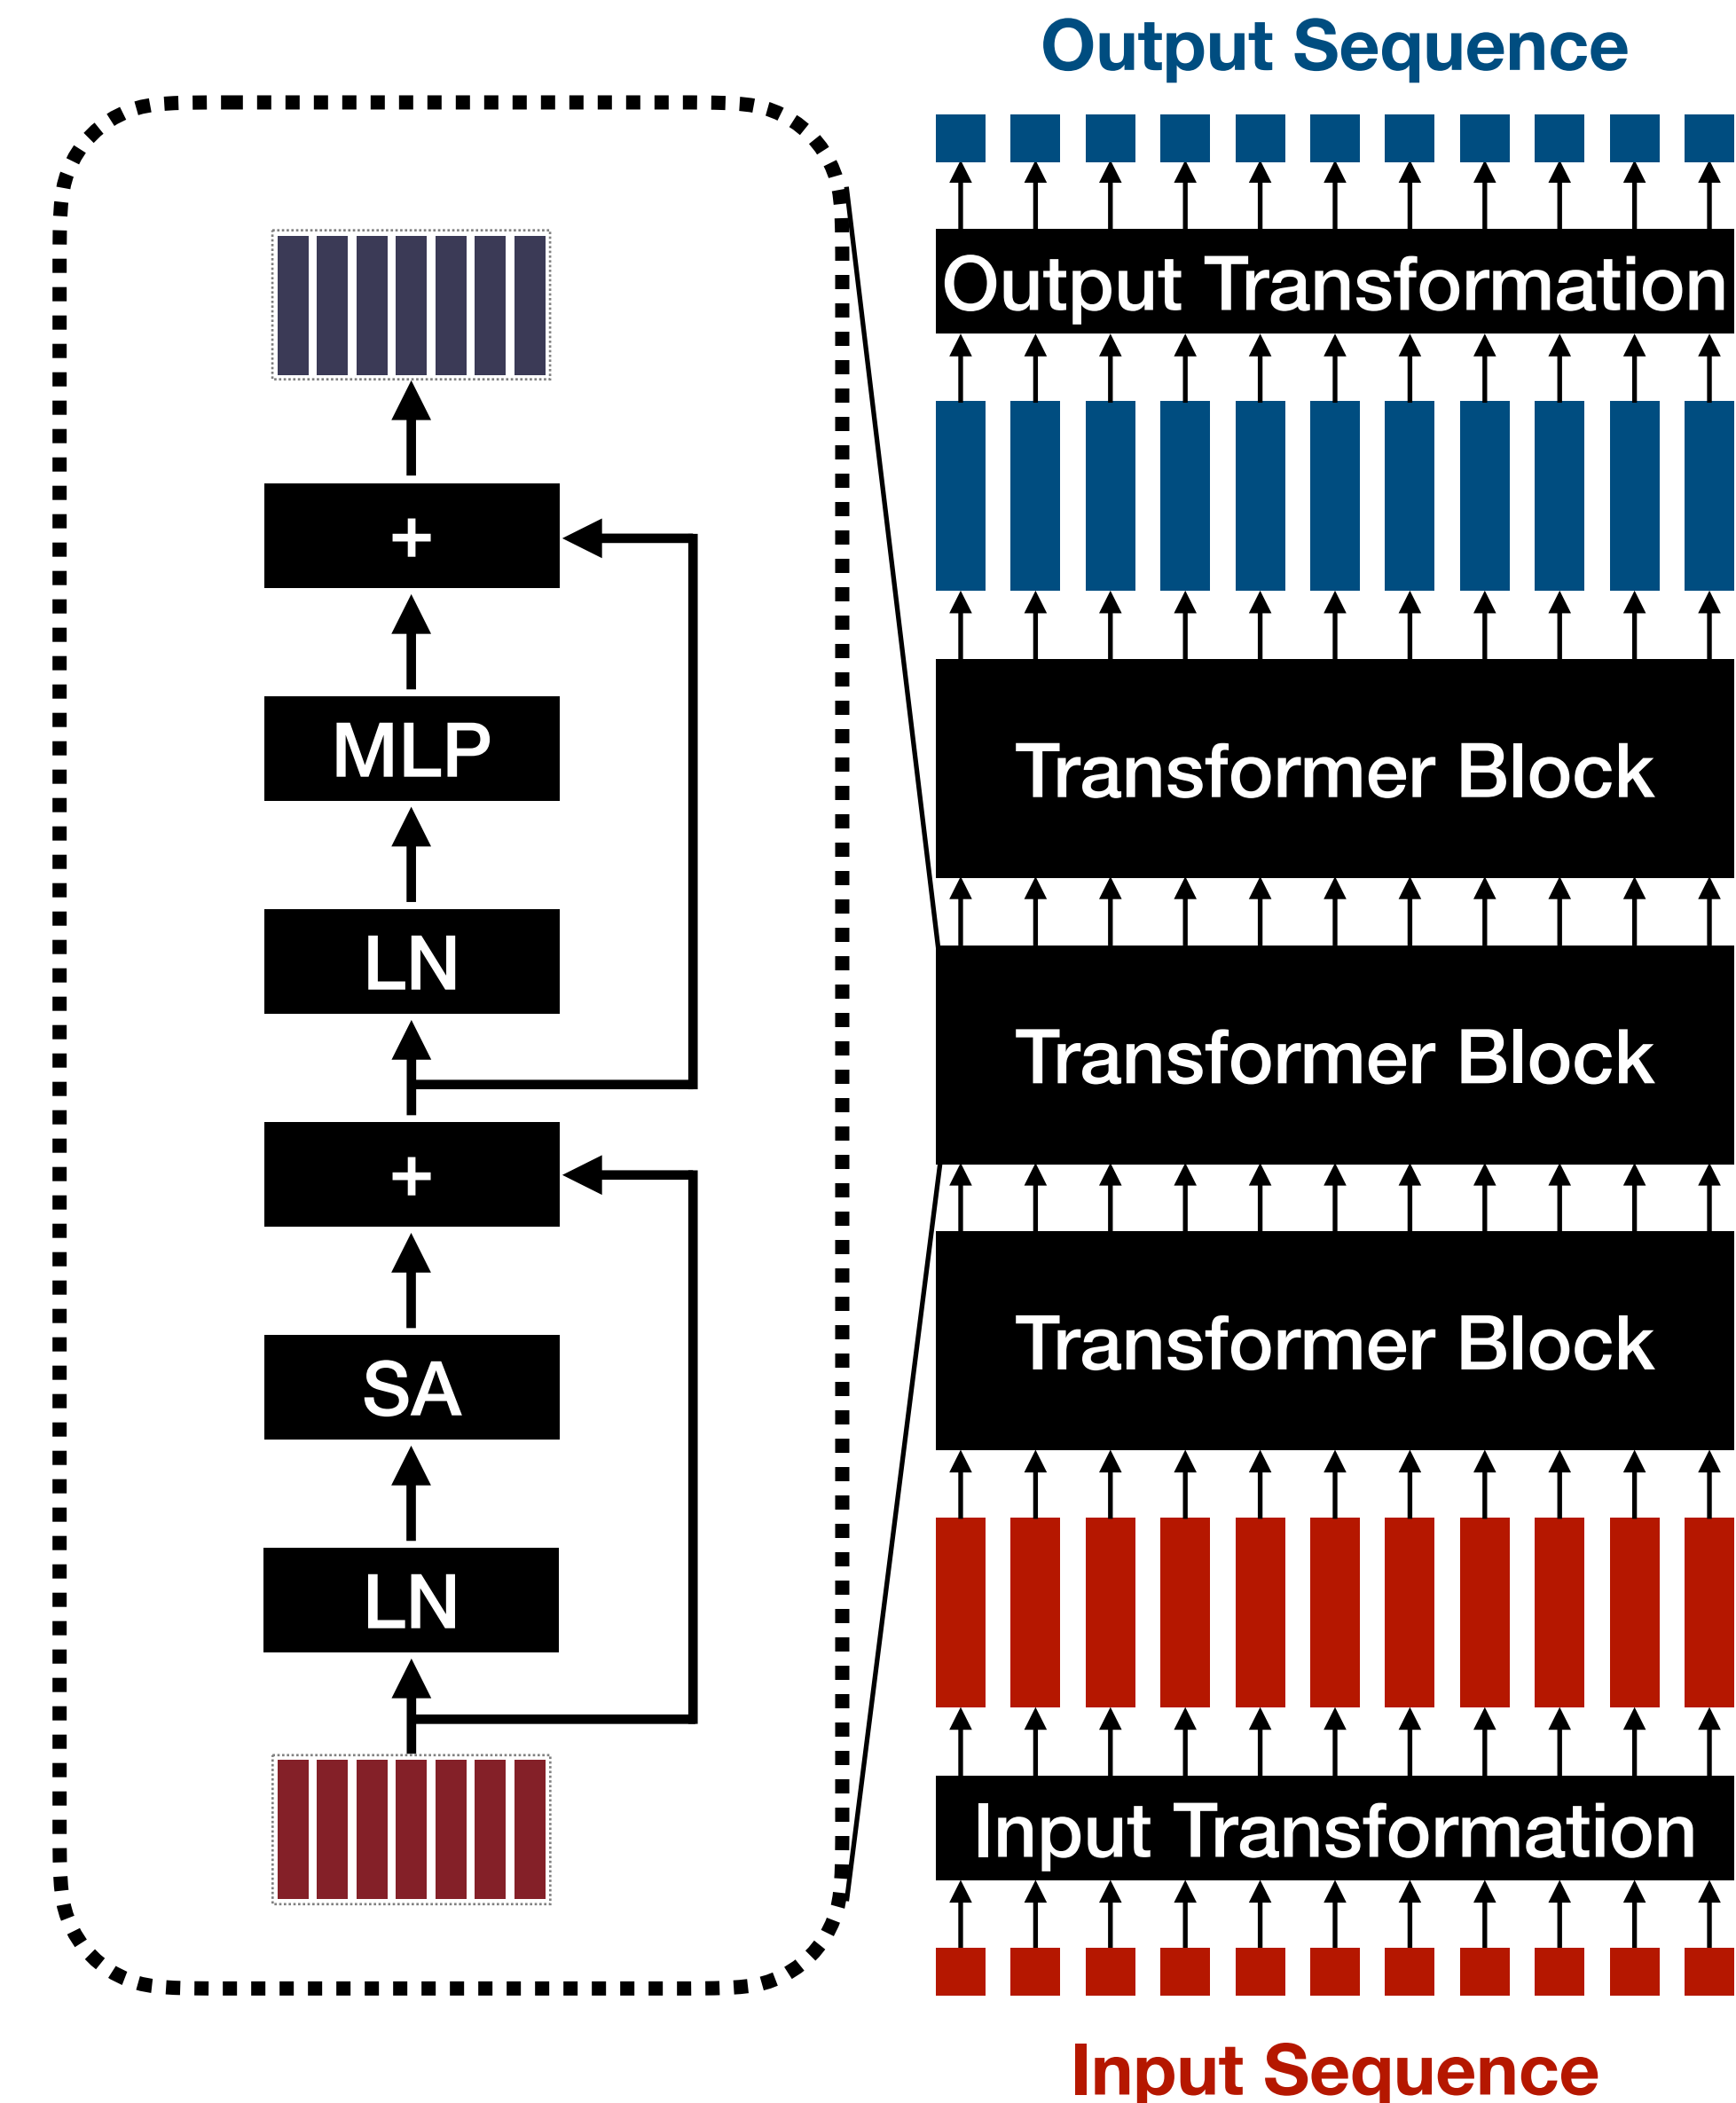 +
MLP
LN
+
SA
LN
Output Sequence
Output Transformation
Transformer Block
Transformer Block
Transformer Block
Input Transformation
Input Sequence